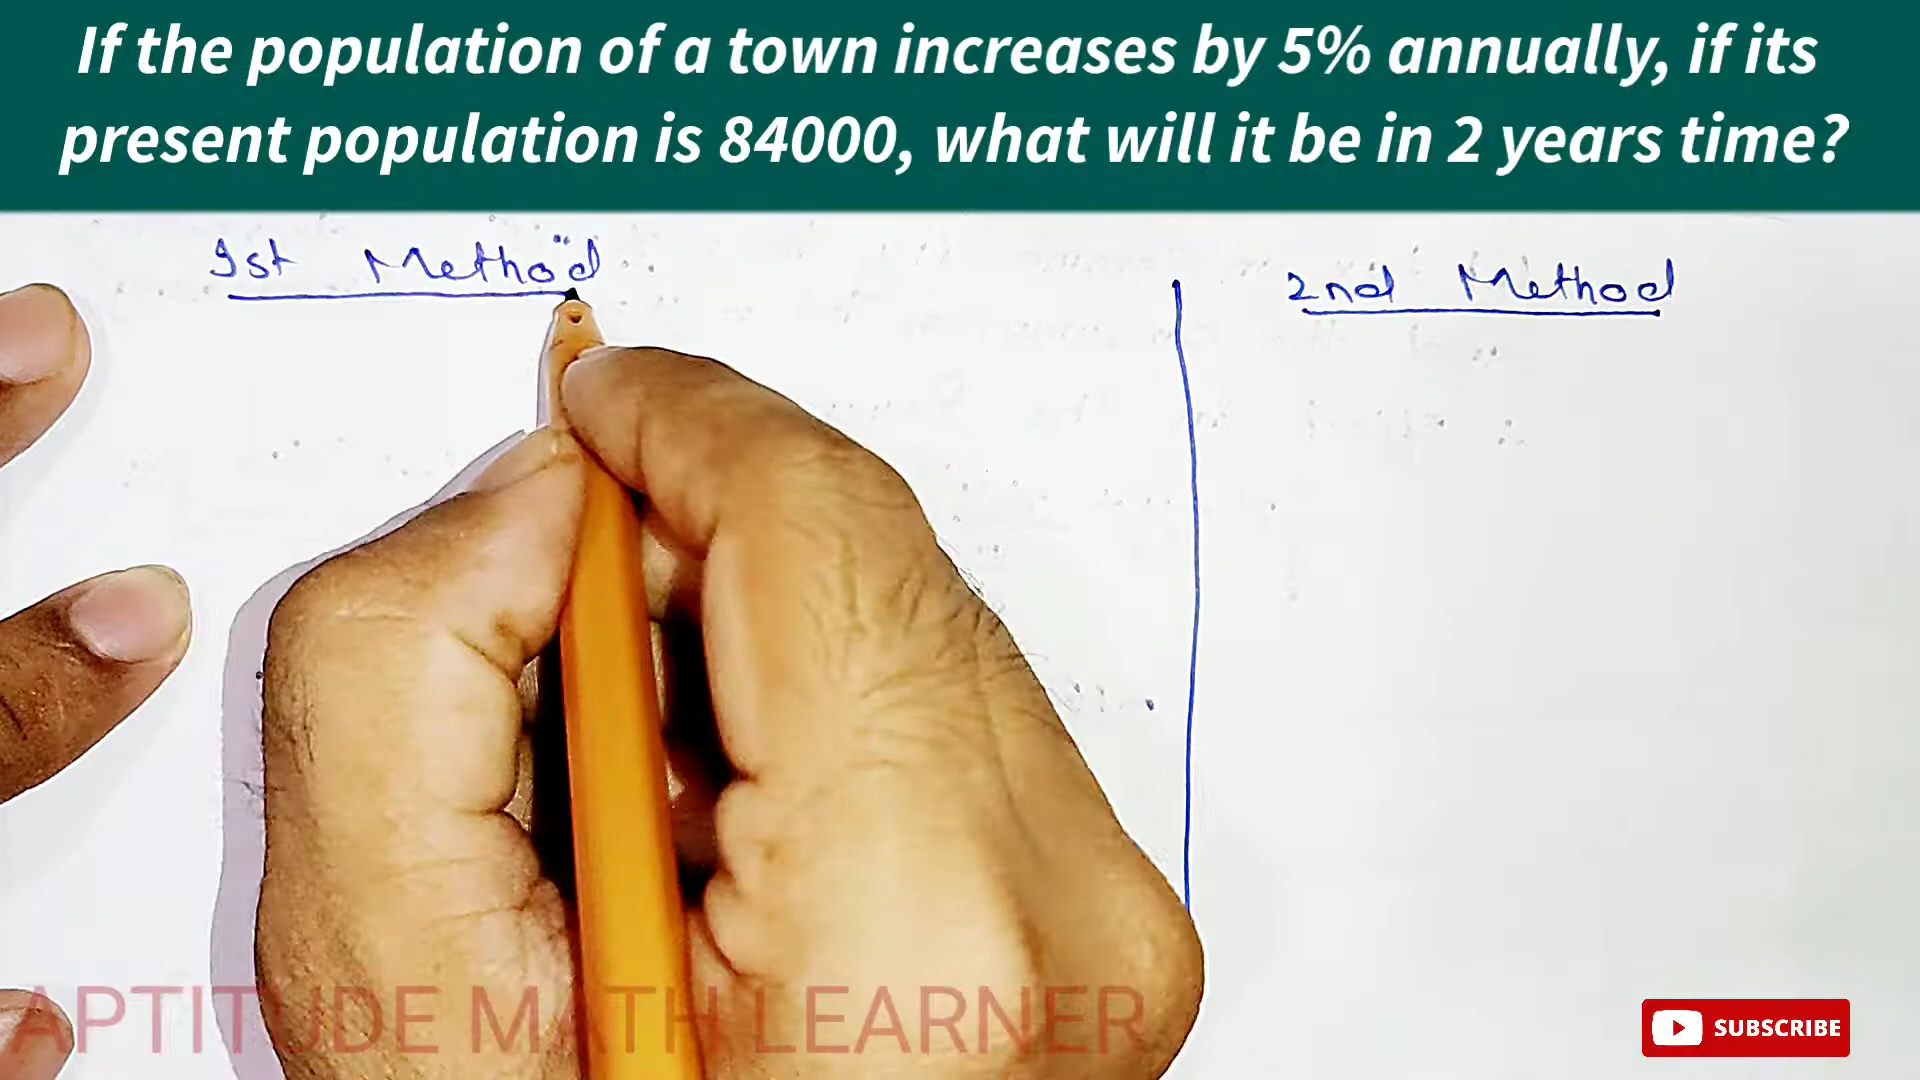 If the population of a town increases by 5% annually, if its
present population is 84000, what will it be in 2 years time?
1st Method
2nd Method
APTITUDE MATH LEARNER
SUBSCRIBE